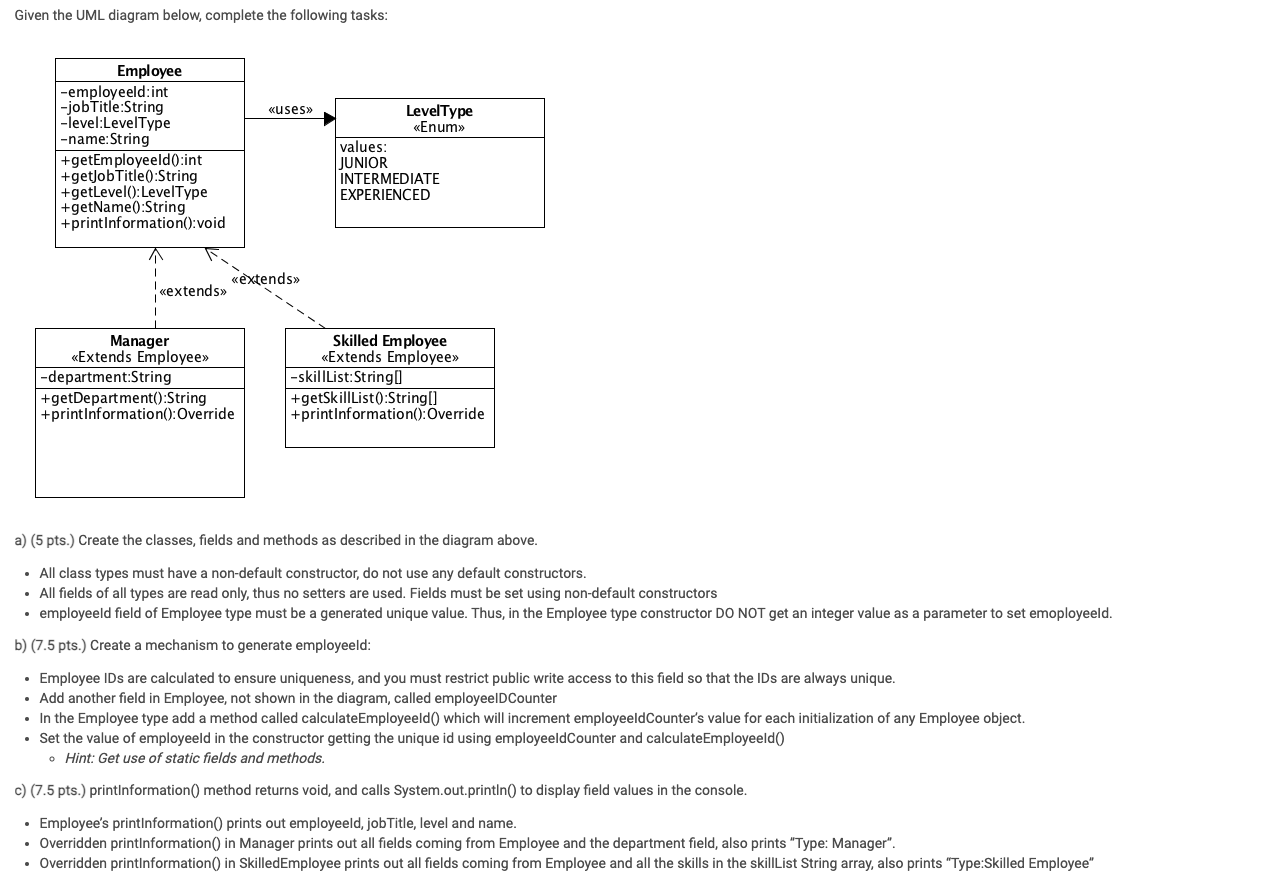 Given the UML diagram below, complete the following tasks:
Employee
-employeeId:int
-jobTitle:String
-level:LevelType
-name:String
+getEmployeeId():int
+getJobTitle():String
+getLevel():LevelType
+getName():String
+printInformation():void
«uses»
LevelType
«Enum»
values:
JUNIOR
INTERMEDIATE
EXPERIENCED
«extends»
«extends»
Manager
«Extends Employee»
-department:String
+getDepartment():String
+printInformation():Override
Skilled Employee
«Extends Employee»
-skillList:String[]
+getSkillList():String[]
+printInformation():Override
a) (5 pts.) Create the classes, fields and methods as described in the diagram above.
• All class types must have a non-default constructor, do not use any default constructors.
• All fields of all types are read only, thus no setters are used. Fields must be set using non-default constructors
• employeeId field of Employee type must be a generated unique value. Thus, in the Employee type constructor DO NOT get an integer value as a parameter to set emoployeeId.
b) (7.5 pts.) Create a mechanism to generate employeeId:
• Employee IDs are calculated to ensure uniqueness, and you must restrict public write access to this field so that the IDs are always unique.
• Add another field in Employee, not shown in the diagram, called employeeIDCounter
• In the Employee type add a method called calculateEmployeeId() which will increment employeeIdCounter's value for each initialization of any Employee object.
• Set the value of employeeId in the constructor getting the unique id using employeeIdCounter and calculateEmployeeId()
◦ Hint: Get use of static fields and methods.
c) (7.5 pts.) printInformation() method returns void, and calls System.out.println() to display field values in the console.
• Employee's printInformation() prints out employeeId, jobTitle, level and name.
• Overridden printInformation() in Manager prints out all fields coming from Employee and the department field, also prints "Type: Manager".
• Overridden printInformation() in SkilledEmployee prints out all fields coming from Employee and all the skills in the skillList String array, also prints "Type:Skilled Employee"